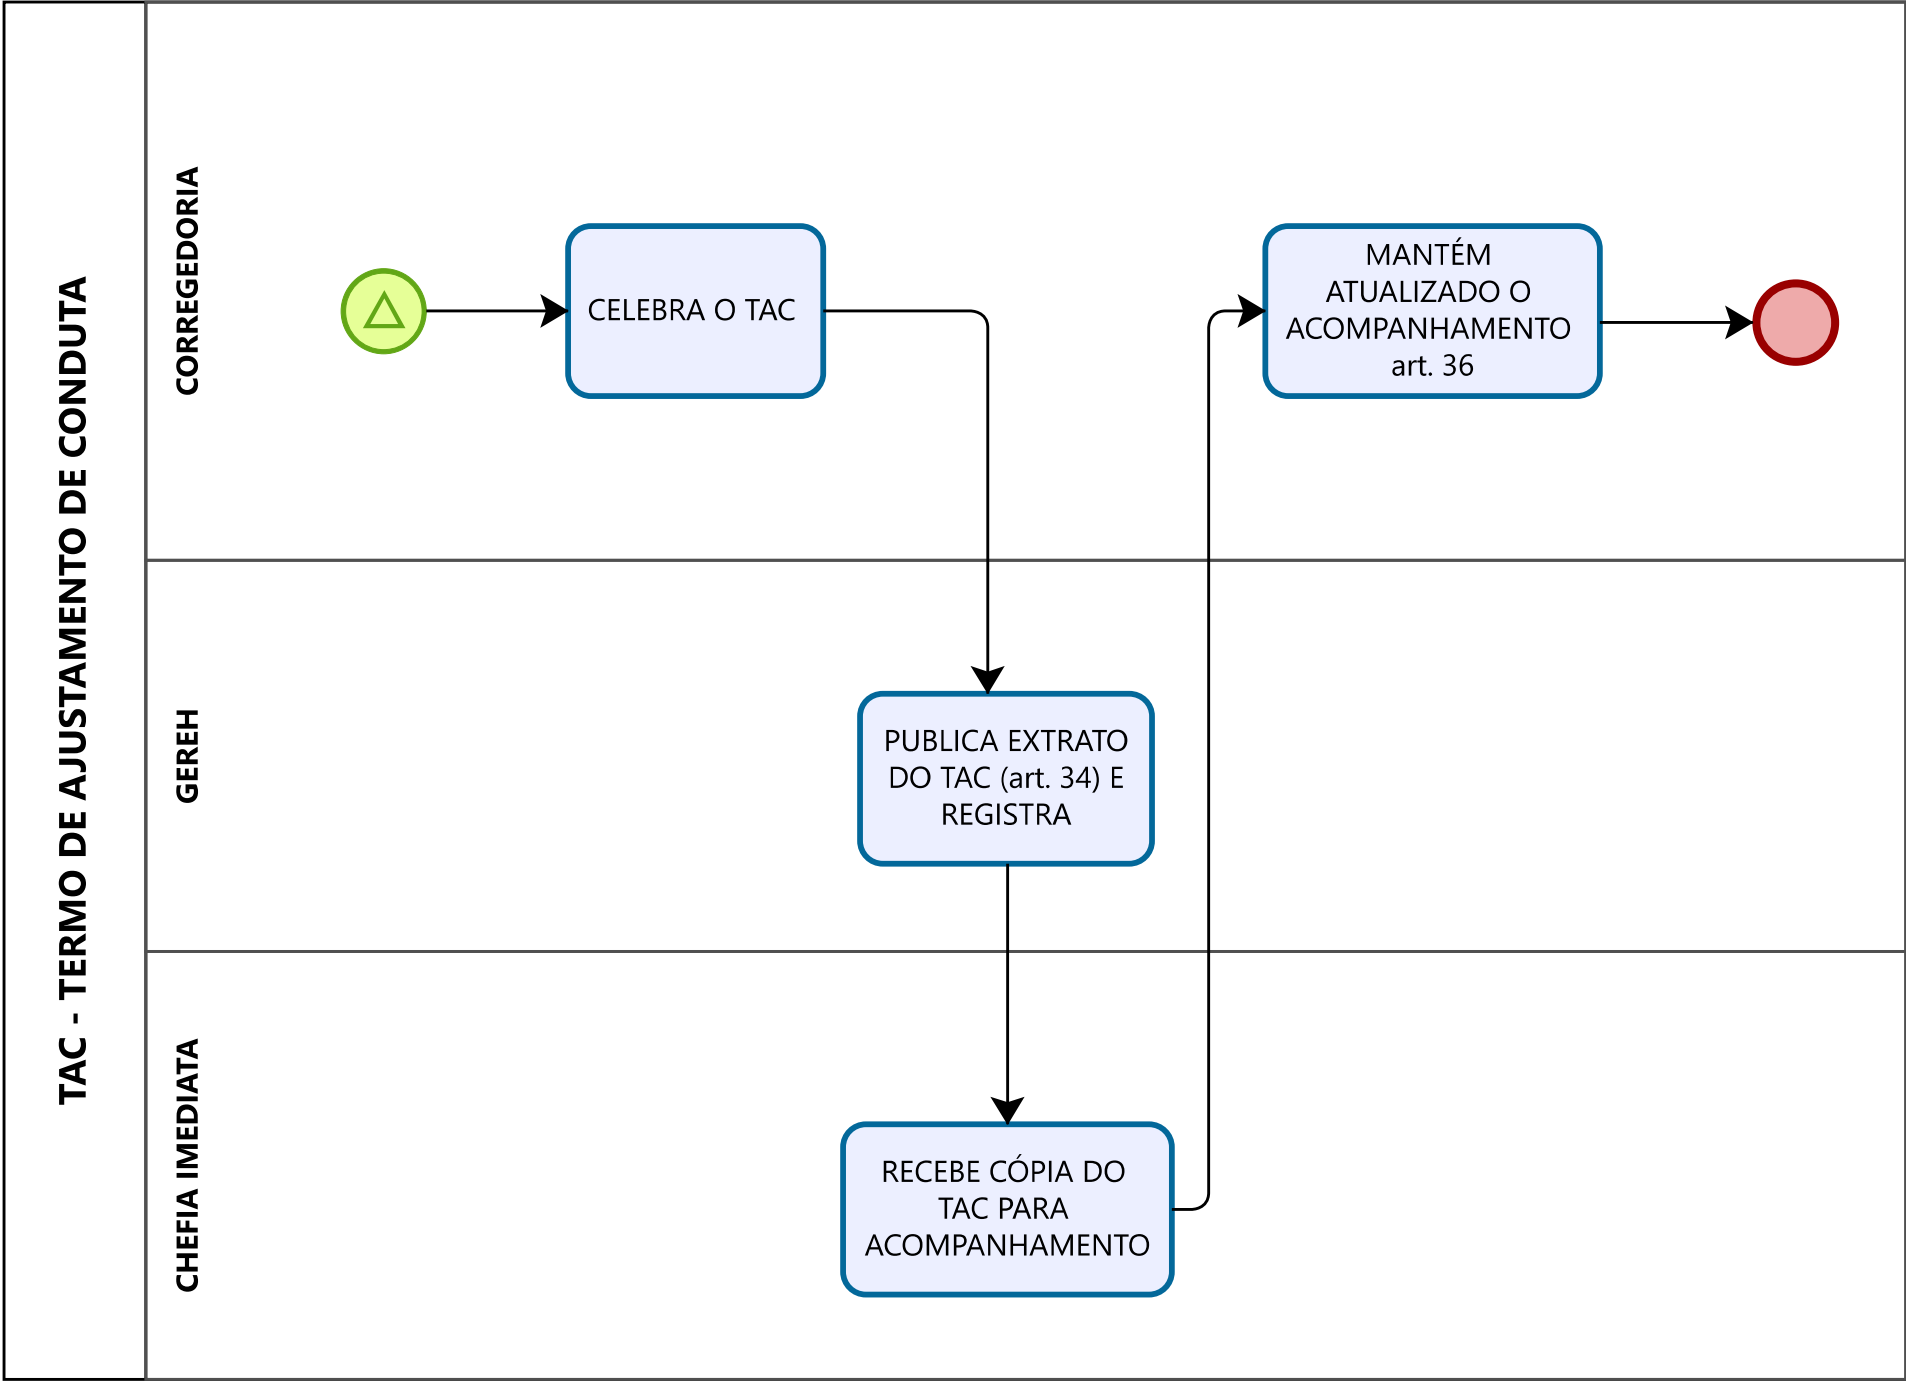 TAC - TERMO DE AJUSTAMENTO DE CONDUTA
CORREGEDORIA
CELEBRA O TAC
MANTÉM
ATUALIZADO O
ACOMPANHAMENTO
art. 36
GEREH
PUBLICA EXTRATO
DO TAC (art. 34) E
REGISTRA
CHEFIA IMEDIATA
RECEBE CÓPIA DO
TAC PARA
ACOMPANHAMENTO